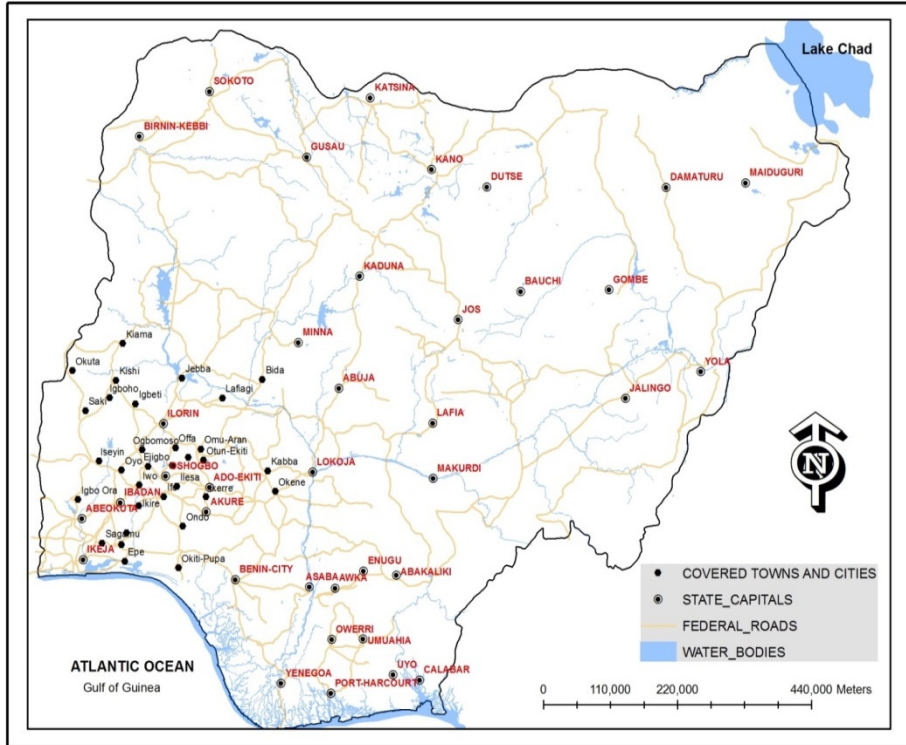 Lake Chad
SOKOTO
KATSINA
BIRNIN-KEBBI
GUSAU
KANO
DUTSE
DAMATURU
MAIDUGURI
KADUNA
BAUCHI
GOMBE
JOS
MINNA
Kiama
Okuta
Kishi
Jebba
Bida
YOLA
ABUJA
Igboho
Igbeti
Lafiagi
JALINGO
Saki
ILORIN
LAFIA
Ogbomoso
Offa
Omu-Aran
Otun-Ekiti
Iseyin
Oyo
Ejigbo
OSHOGBO
Kabba
LOKOJA
MAKURDI
Iwo
Ilesa
ADO-EKITI
Okene
Igbo Ora
IBADAN
Ife
Ikerre
Ikire
AKURE
ABEOKUTA
Ondo
Sagamu
IKEJA
Epe
Okiti-Pupa
BENIN-CITY
ENUGU
ABAKALIKI
ASABA
AWKA
OWERRI
UMUAHIA
UYO
CALABAR
YENEGOA
PORT-HARCOURT
ATLANTIC OCEAN
Gulf of Guinea
N
COVERED TOWNS AND CITIES
STATE_CAPITALS
FEDERAL_ROADS
WATER_BODIES
0 110,000 220,000 440,000 Meters